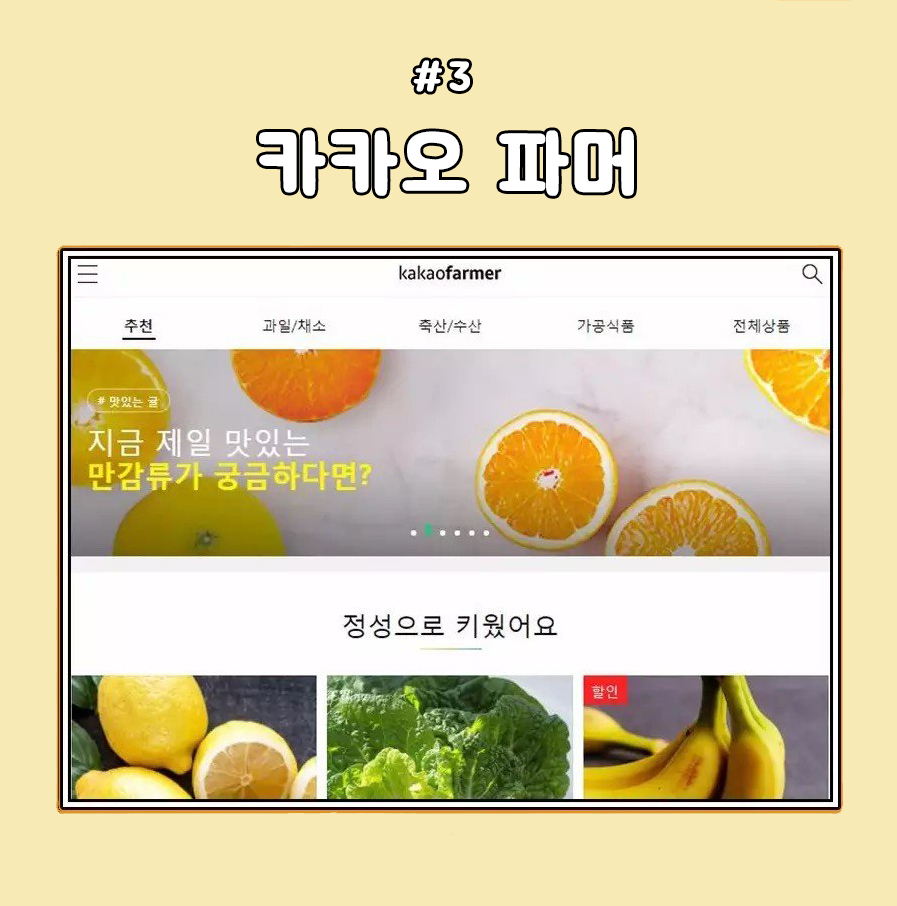 #3
카카오 파머
kakaofarmer
추천 과일/채소 축산/수산 가공식품 전체상품
# 맛있는 귤
지금 제일 맛있는
만감류가 궁금하다면?
정성으로 키웠어요
할인